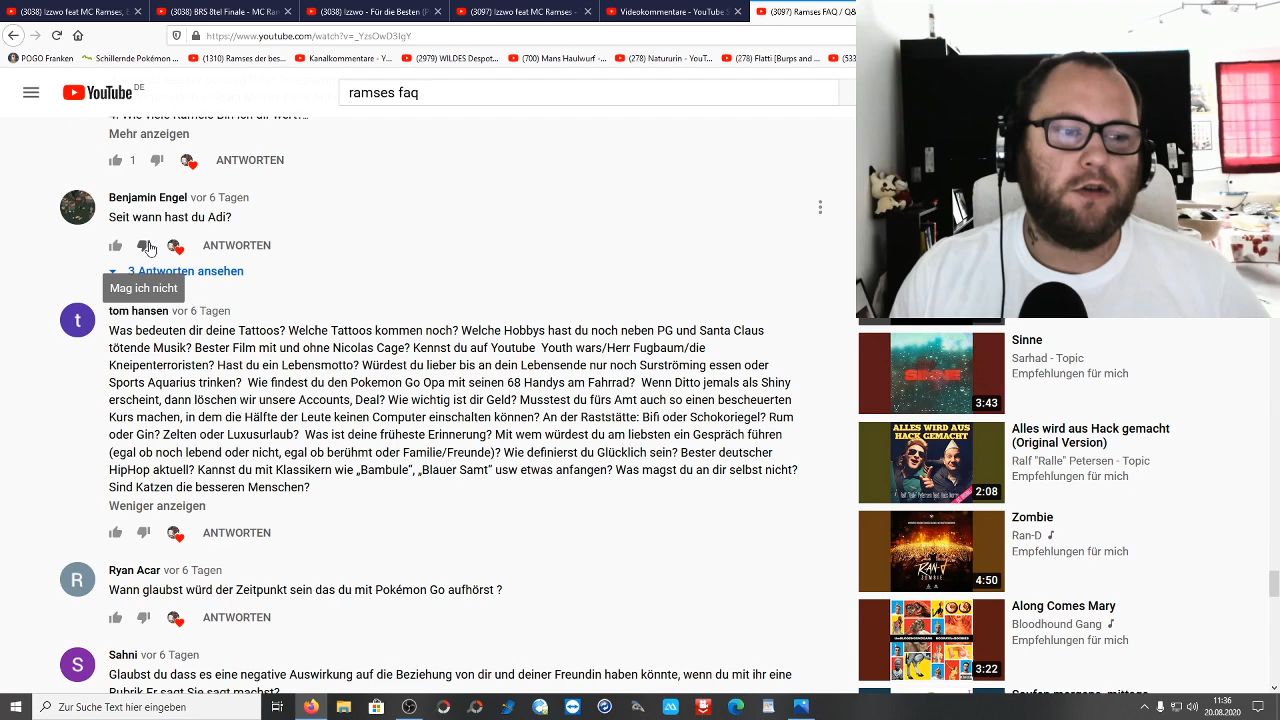 (3038) Izzwo feat MC Ramses,
(3038) BRS 8tel Finale - MC Ran
(3038) Izzwo - Für die Besten (P
(3097) Izzwo feat MC Ramses, E
Videokommentare - YouTube S
(3097) Ramses FAQ / Q&
https://www.youtube.com/watch?v=_YzsOwD3IgY
POGO Franken
Schillernde Pokémon
(1310) Ramses der bes...
Kanalkommentare - Yo...
(2979) WILDES Despot...
(700) Mans Haulwurf -...
(278) Natururin - YouT...
(278) Flatti [Burps and ...
(533)
YouTube DE
ramses faq
Mehr anzeigen
1 ANTWORTEN
Benjamin Engel vor 6 Tagen
Seit wann hast du Adi?
ANTWORTEN
3 Antworten ansehen
Mag ich nicht
tom hansen vor 6 Tagen
Was bedeuten dir deine Tattoos? Welche Tattoos kommen noch? Welche Hobbys hast du noch neben PG und Santa Claus
tötende Musik? Bester Film mit und ohne Nicolas Cage? Kennst du auf Youtube Youth wars/Herr Fugbaum/die
Kneipenterroristen? Hast du ein Lebensmotto? Würdest du lieber bis an dein Lebensende nur noch Surströming essen oder
Sports Aquarius trinken? Wie findest du den Pokemon Go Opa mit seinen 68 Handys am Fahrrad? Wenn Ditto jemals als Shiny
erscheint, dann löschen wir unsere Accounts, Deal? Wie wichtig ist dir Geld? Musstest du fürs Amt auch so einen bescheuerten
Kurs machen, in dem die Hälfte der Leute keinen Computer einschalten können? An der Raststätte: Bifi oder Schokoriegel? Rum
oder Gin? Zelten oder Luxusurlaub? Was ist deine früheste Erinnerung? Mit wem würdest du am liebsten ein Gespräch führen
(egal ob noch lebend oder nicht, egal ob berühmt oder Familie/Freunde)? Wie definierst du Glücklich sein? Bester deutscher
HipHop aktuell? Kannst du mit Klassikern wie „Bonnbeule“, „Blauer Samt“ usw etwas anfangen? Was magst du an dir selbst nicht?
Sind Katzen die besseren Menschen?
Weniger anzeigen
ANTWORTEN
Ryan Acar vor 6 Tagen
Wann glaubst würd der Zeitpunkt sein das du mit Pokémon Go aufhörst ?
ANTWORTEN
Sahni vor 6 Tagen
Glaubst du dass es eine negative Auswirkung auf die Beziehung von dir und deiner Freundin haben könnte, wenn du mit ihr eine
Rubrik Er sagt Sie sagt machst?
SINNE
3:43
Sinne
Sarhad - Topic
Empfehlungen für mich
ALLES WIRD AUS
HACK GEMACHT
2:08
Alles wird aus Hack gemacht
(Original Version)
Ralf "Ralle" Petersen - Topic
Empfehlungen für mich
RAN-D
ZOMBIE
4:50
Zombie
Ran-D
Empfehlungen für mich
3:22
Along Comes Mary
Bloodhound Gang
Empfehlungen für mich
Zur Suche Text hier eingeben
11:36
20.08.2020